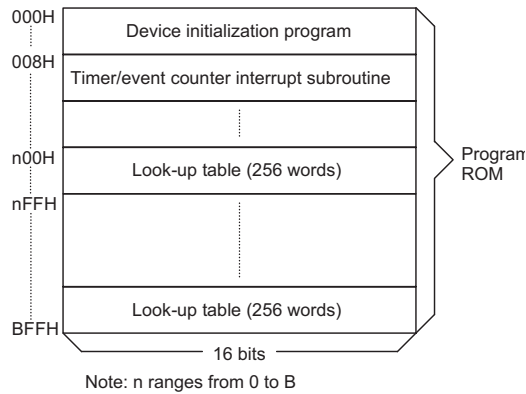 000H
Device initialization program
008H
Timer/event counter interrupt subroutine
n00H
Look-up table (256 words)
nFFH
Program
ROM
Look-up table (256 words)
BFFH
16 bits
Note: n ranges from 0 to B